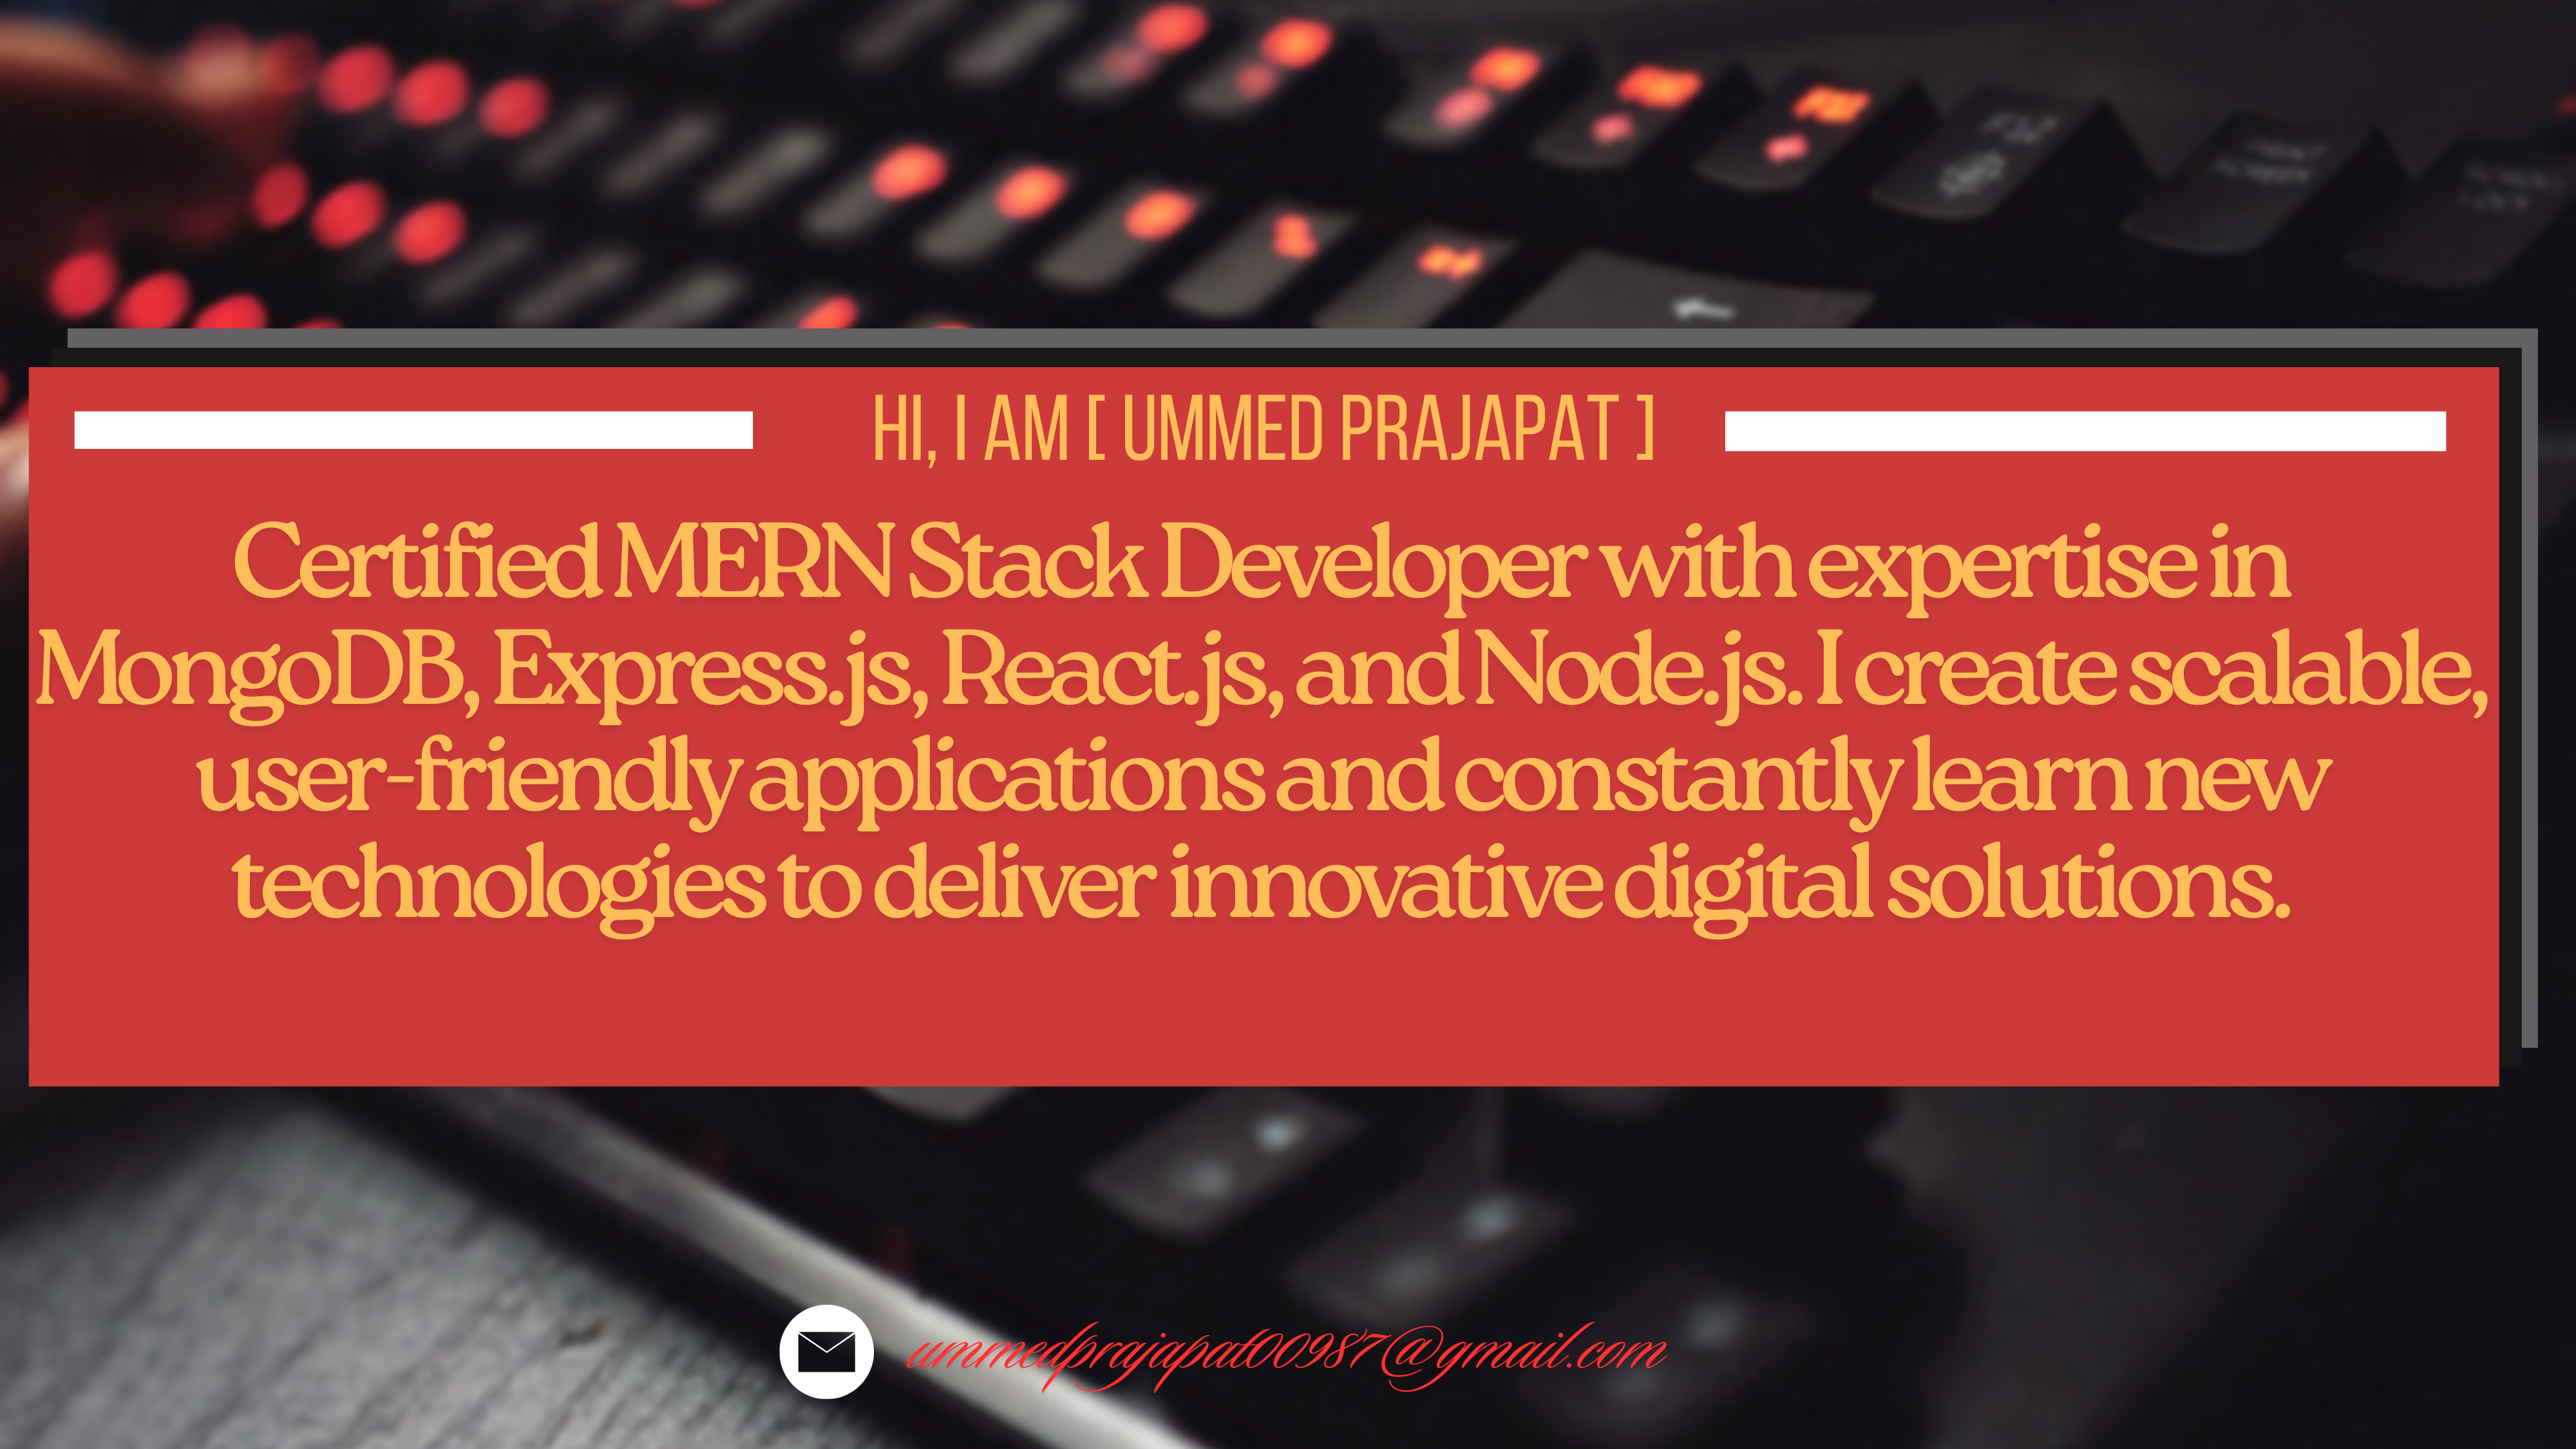 HI, I AM [ UMMED PRAJAPAT ]
Certified MERN Stack Developer with expertise in
MongoDB, Express.js, React.js, and Node.js. I create scalable,
user-friendly applications and constantly learn new
technologies to deliver innovative digital solutions.
ummedprajapat00987@gmail.com